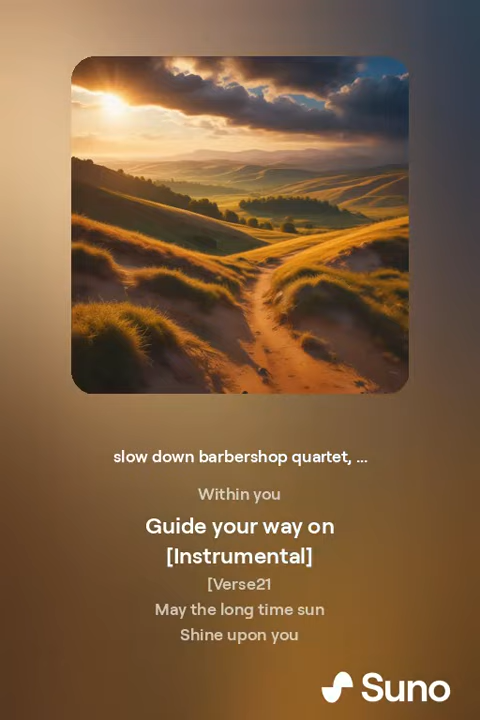 slow down barbershop quartet, ...
Within you
Guide your way on
[Instrumental]
[Verse21
May the long time sun
Shine upon you
Suno